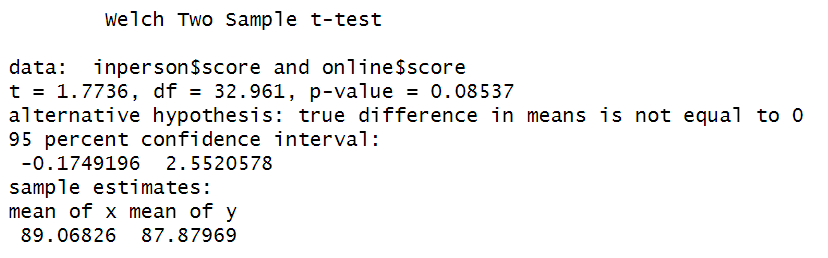 Welch Two Sample t-test
data:  inperson$score and online$score
t = 1.7736, df = 32.961, p-value = 0.08537
alternative hypothesis: true difference in means is not equal to 0
95 percent confidence interval:
 -0.1749196  2.5520578
sample estimates:
mean of x mean of y
 89.06826  87.87969